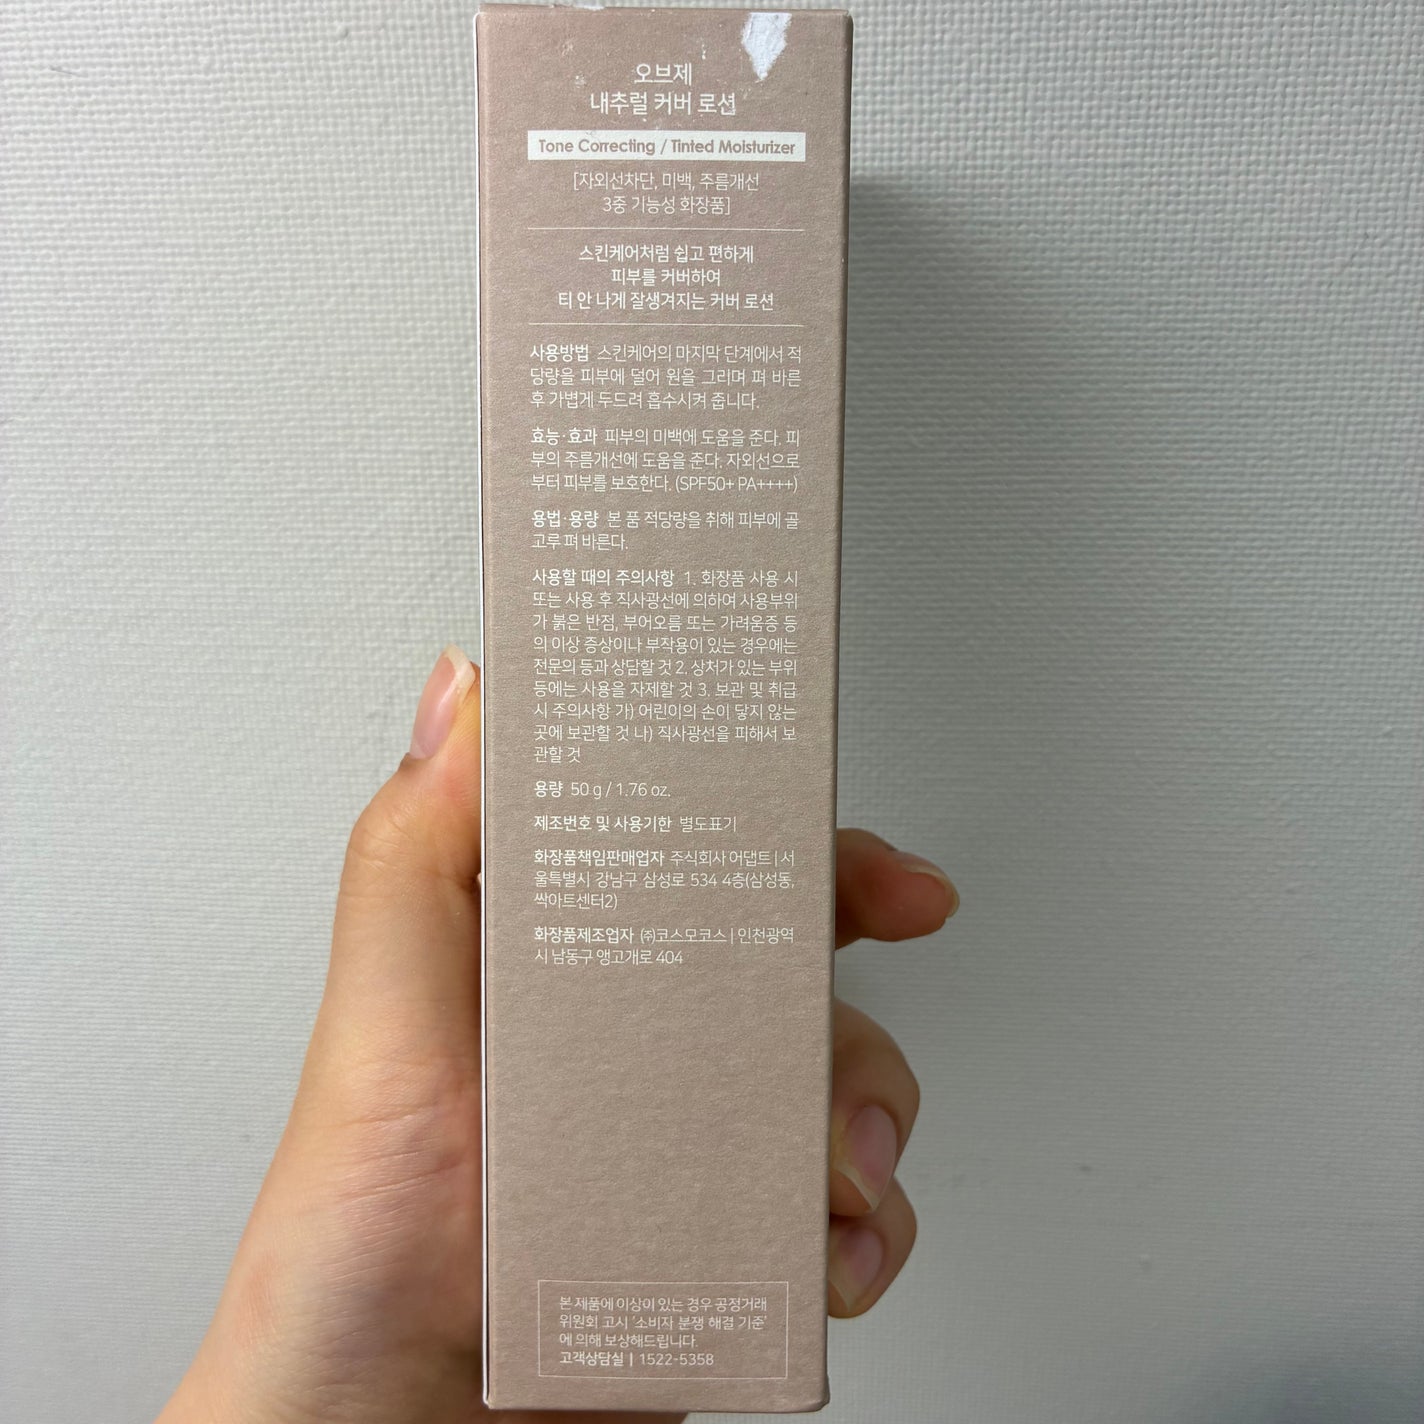 오브제
내추럴 커버 로션
Tone Correcting / Tinted Moisturizer
[자외선차단, 미백, 주름개선
3중 기능성 화장품]
스킨케어처럼 쉽고 편하게
피부를 커버하여
티 안 나게 잘생겨지는 커버 로션
사용방법 스킨케어의 마지막 단계에서 적
당량을 피부에 덜어 원을 그리며 펴 바른
후 가볍게 두드려 흡수시켜 줍니다.
효능·효과 피부의 미백에 도움을 준다. 피
부의 주름개선에 도움을 준다. 자외선으로
부터 피부를 보호한다. (SPF50+ PA++++)
용법·용량 본 품 적당량을 취해 피부에 골
고루 펴 바른다.
사용할 때의 주의사항 1. 화장품 사용 시
또는 사용 후 직사광선에 의하여 사용부위
가 붉은 반점, 부어오름 또는 가려움증 등
의 이상 증상이나 부작용이 있는 경우에는
전문의 등과 상담할 것 2. 상처가 있는 부위
등에는 사용을 자제할 것 3. 보관 및 취급
시 주의사항 가) 어린이의 손이 닿지 않는
곳에 보관할 것 나) 직사광선을 피해서 보
관할 것
용량 50 g / 1.76 oz.
제조번호 및 사용기한 별도표기
화장품책임판매업자 주식회사 어댑트 | 서
울특별시 강남구 삼성로 534 4층(삼성동,
싹아트센터2)
화장품제조업자 ㈜코스모코스 | 인천광역
시 남동구 앵고개로 404
본 제품에 이상이 있는 경우 공정거래
위원회 고시 '소비자 분쟁 해결 기준'
에 의해 보상해드립니다.
고객상담실 | 1522-5358